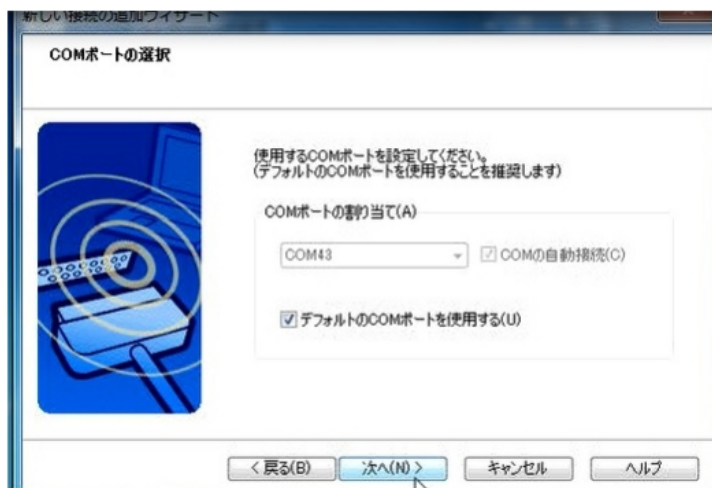 新しい接続の追加ウィザード
COMポートの選択
使用するCOMポートを設定してください。
(デフォルトのCOMポートを使用することを推奨します)
COMポートの割り当て(A)
COM43
COMの自動接続(C)
デフォルトのCOMポートを使用する(U)
< 戻る(B)
次へ(N) >
キャンセル
ヘルプ